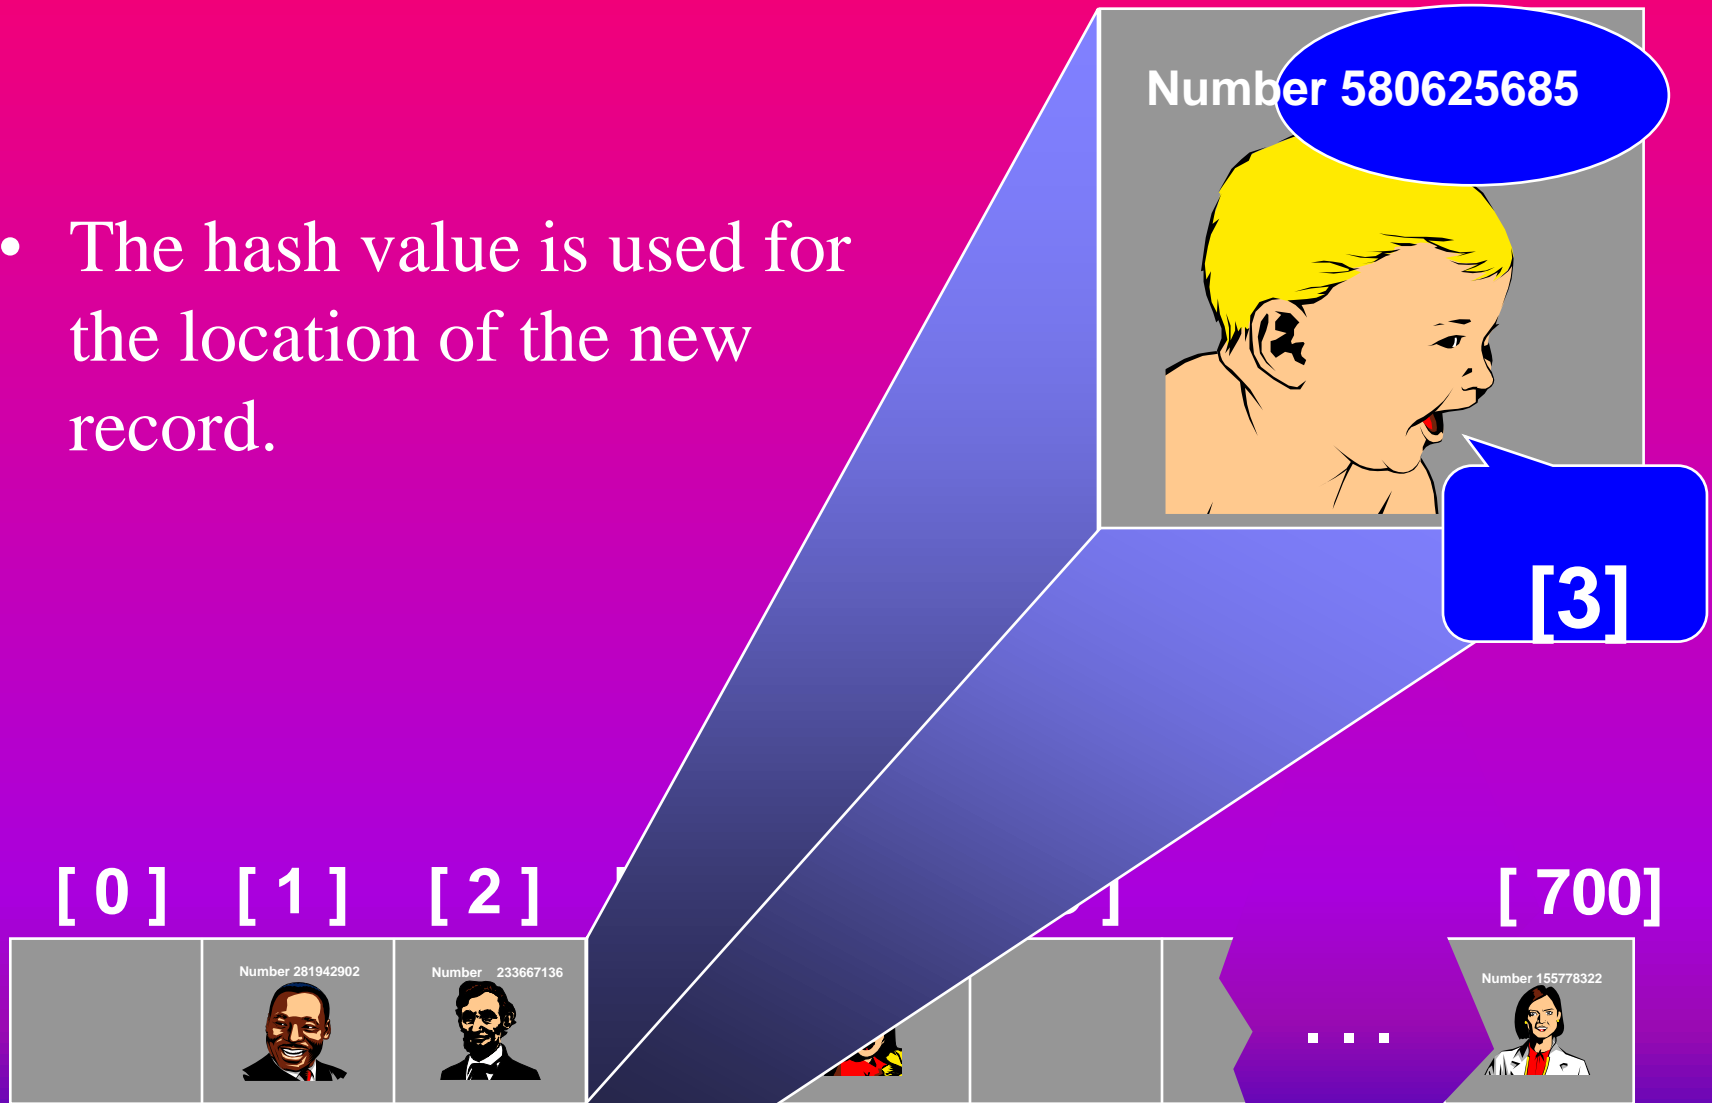 Number 580625685
• The hash value is used for
the location of the new
record.
[3]
[ 0 ] [ 1 ] [ 2 ] [ 700]
Number 281942902
Number 233667136
Number 155778322
. . .